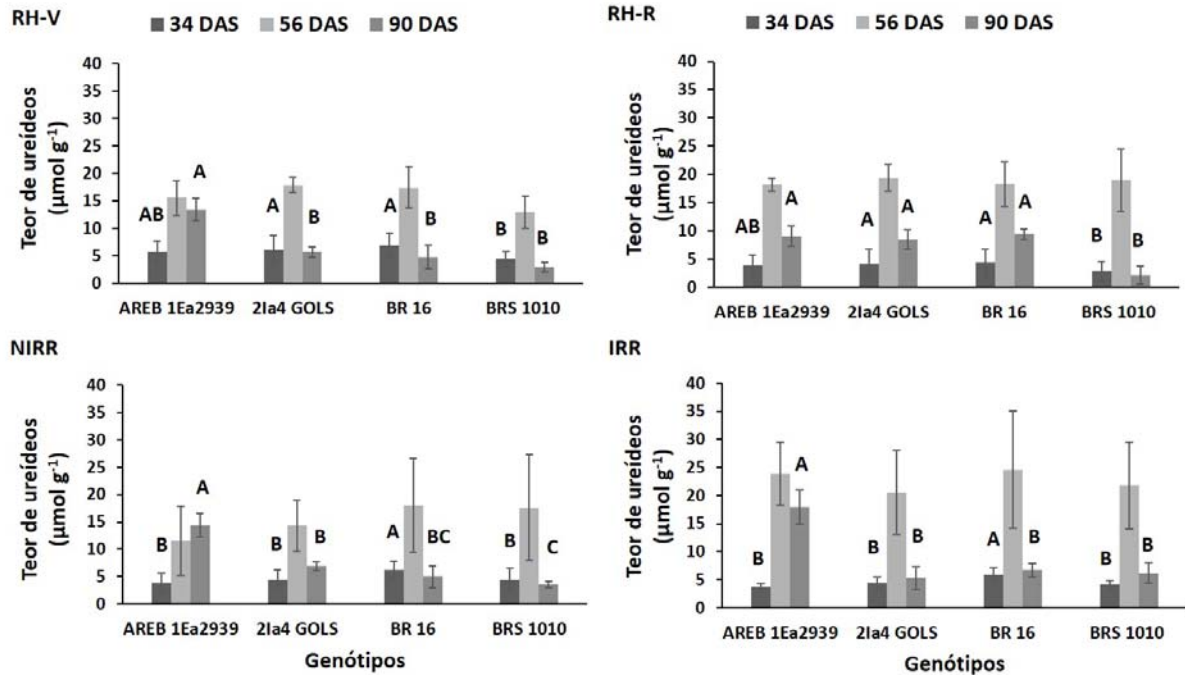 RH-V
34 DAS 56 DAS 90 DAS
Teor de ureídeos
(µmol g⁻¹)
40
35
30
25
20
15
10
5
0
AB A A B A B B B
AREB 1Ea2939 2Ia4 GOLS BR 16 BRS 1010
RH-R
34 DAS 56 DAS 90 DAS
Teor de ureídeos
(µmol g⁻¹)
40
35
30
25
20
15
10
5
0
AB A A A A A B B
AREB 1Ea2939 2Ia4 GOLS BR 16 BRS 1010
NIRR
Teor de ureídeos
(µmol g⁻¹)
40
35
30
25
20
15
10
5
0
B A B B A BC B C
AREB 1Ea2939 2Ia4 GOLS BR 16 BRS 1010
Genótipos
IRR
Teor de ureídeos
(µmol g⁻¹)
40
35
30
25
20
15
10
5
0
B A B B A B B B
AREB 1Ea2939 2Ia4 GOLS BR 16 BRS 1010
Genótipos